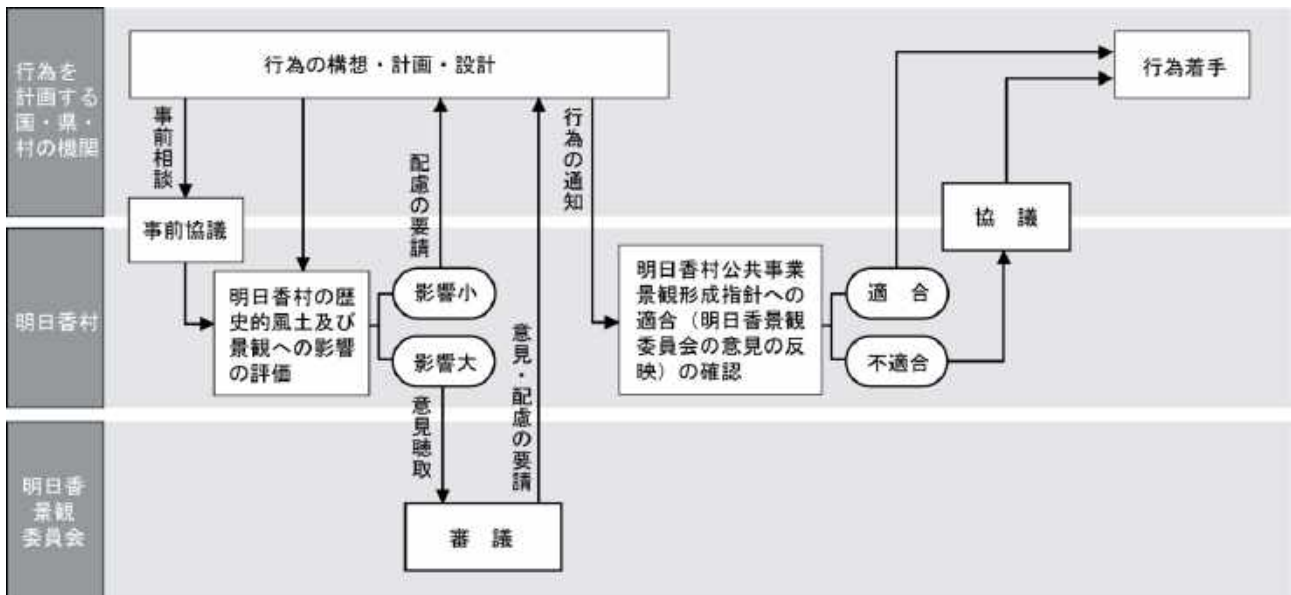 行為を
計画する
国・県・
村の機関
行為の構想・計画・設計
行為着手
事前相談
配慮の要請
行為の通知
事前協議
協 議
明日香村
明日香村の歴
史的風土及び
景観への影響
の評価
影響小
影響大
意見聴取
意見・配慮の要請
明日香村公共事業
景観形成指針への
適合（明日香景観
委員会の意見の反
映）の確認
適 合
不適合
明日香
景観
委員会
審 議